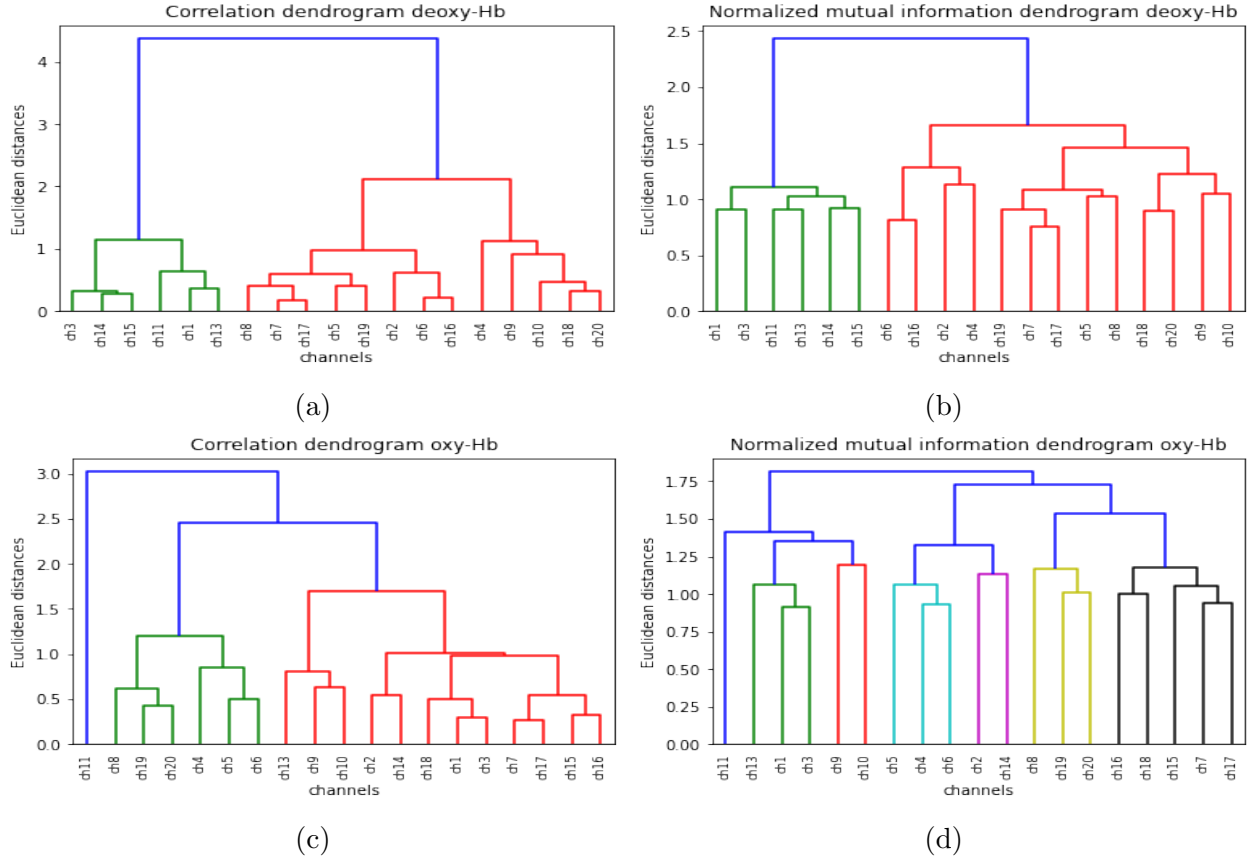 Correlation dendrogram deoxy-Hb
Euclidean distances
4
3
2
1
0
ch3 ch14 ch15 ch11 ch1 ch13 ch8 ch7 ch17 ch5 ch19 ch2 ch6 ch16 ch4 ch9 ch10 ch18 ch20
channels
(a)
Normalized mutual information dendrogram deoxy-Hb
Euclidean distances
2.5
2.0
1.5
1.0
0.5
0.0
ch1 ch3 ch11 ch13 ch14 ch15 ch6 ch16 ch2 ch4 ch19 ch7 ch17 ch5 ch8 ch18 ch20 ch9 ch10
channels
(b)
Correlation dendrogram oxy-Hb
Euclidean distances
3.0
2.5
2.0
1.5
1.0
0.5
0.0
ch11 ch8 ch19 ch20 ch4 ch5 ch6 ch13 ch9 ch10 ch2 ch14 ch18 ch1 ch3 ch7 ch17 ch15 ch16
channels
(c)
Normalized mutual information dendrogram oxy-Hb
Euclidean distances
1.75
1.50
1.25
1.00
0.75
0.50
0.25
0.00
ch11 ch13 ch1 ch3 ch9 ch10 ch5 ch4 ch6 ch2 ch14 ch8 ch19 ch20 ch16 ch18 ch15 ch7 ch17
channels
(d)